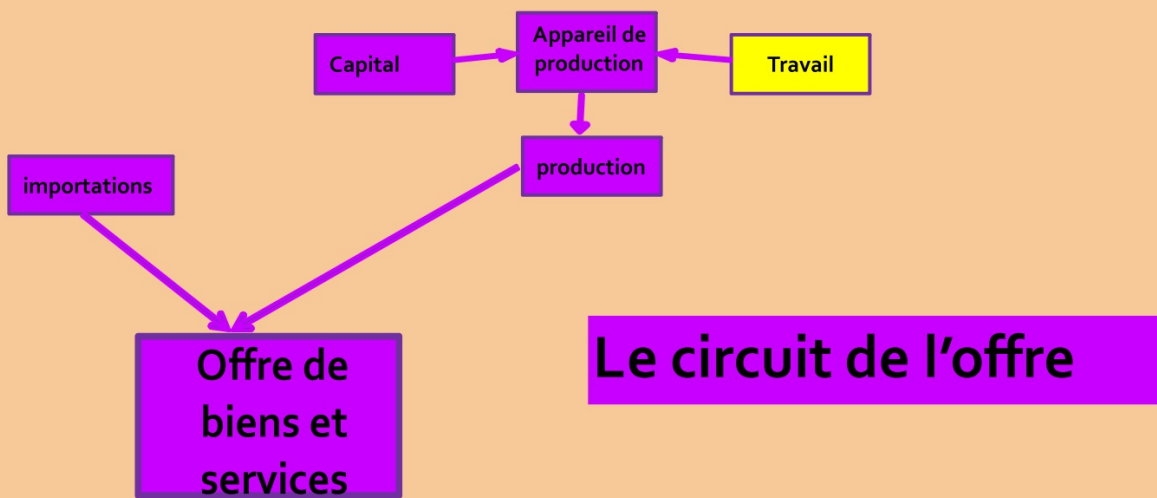 Appareil de
production
Capital
Travail
production
importations
Offre de
biens et
services
Le circuit de l’offre